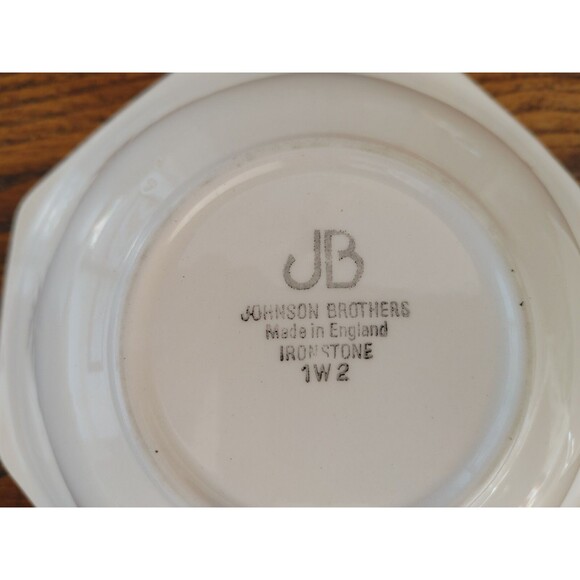 JB
JOHNSON BROTHERS
Made in England
IRONSTONE
1W2